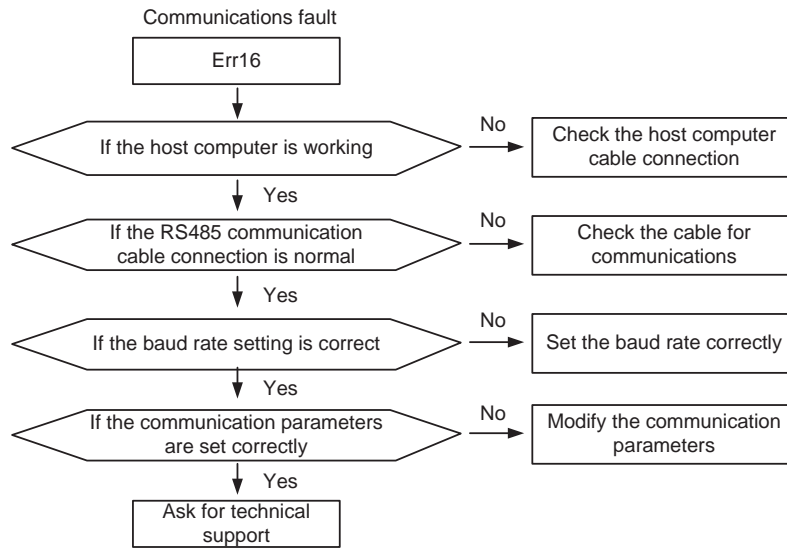 Communications fault
Err16
If the host computer is working
No
Check the host computer
cable connection
Yes
If the RS485 communication
cable connection is normal
No
Check the cable for
communications
Yes
If the baud rate setting is correct
No
Set the baud rate correctly
Yes
If the communication parameters
are set correctly
No
Modify the communication
parameters
Yes
Ask for technical
support